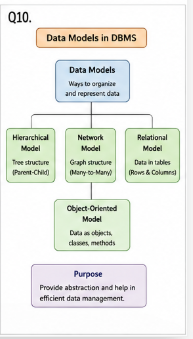 Q10.
Data Models in DBMS
Data Models
Ways to organize
and represent data
Hierarchical
Model
Tree structure
(Parent-Child)
Network
Model
Graph structure
(Many-to-Many)
Relational
Model
Data in tables
(Rows & Columns)
Object-Oriented
Model
Data as objects,
classes, methods
Purpose
Provide abstraction and help in
efficient data management.